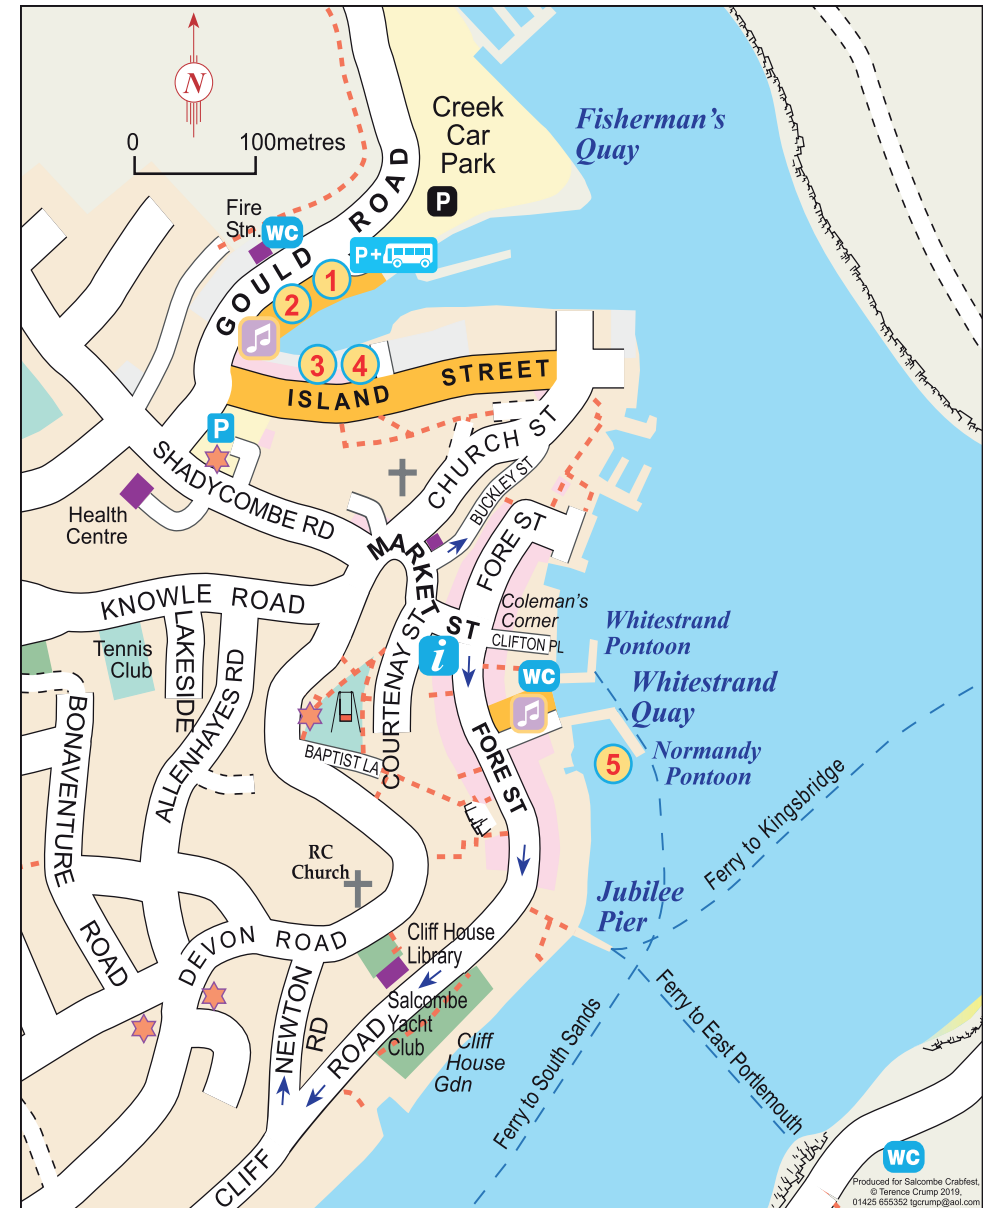 N
0 100metres
Creek
Car
Park
P
Fisherman's
Quay
Fire
Stn.
WC
P+
GOULD ROAD
1
2
3
4
ISLAND STREET
P
SHADYCOMBE RD
Health
Centre
CHURCH ST
BUCKLEY ST
MARKET ST
FORE ST
KNOWLE ROAD
Coleman's
Corner
CLIFTON PL
i
WC
Whitestrand
Pontoon
Whitestrand
Quay
Normandy
Pontoon
5
Tennis
Club
LAKESIDE
ALLENHAYES RD
BONAVENTURE
ROAD
COURTENAY ST
BAPTIST LA
FORE ST
RC
Church
Ferry to Kingsbridge
Jubilee
Pier
DEVON ROAD
Cliff House
Library
Salcombe
Yacht
Club
Cliff
House
Gdn
NEWTON
RD
CLIFF ROAD
Ferry to South Sands
Ferry to East Portlemouth
WC
Produced for Salcombe Crabfest,
© Terence Crump 2019,
01425 655352 tgcrump@aol.com